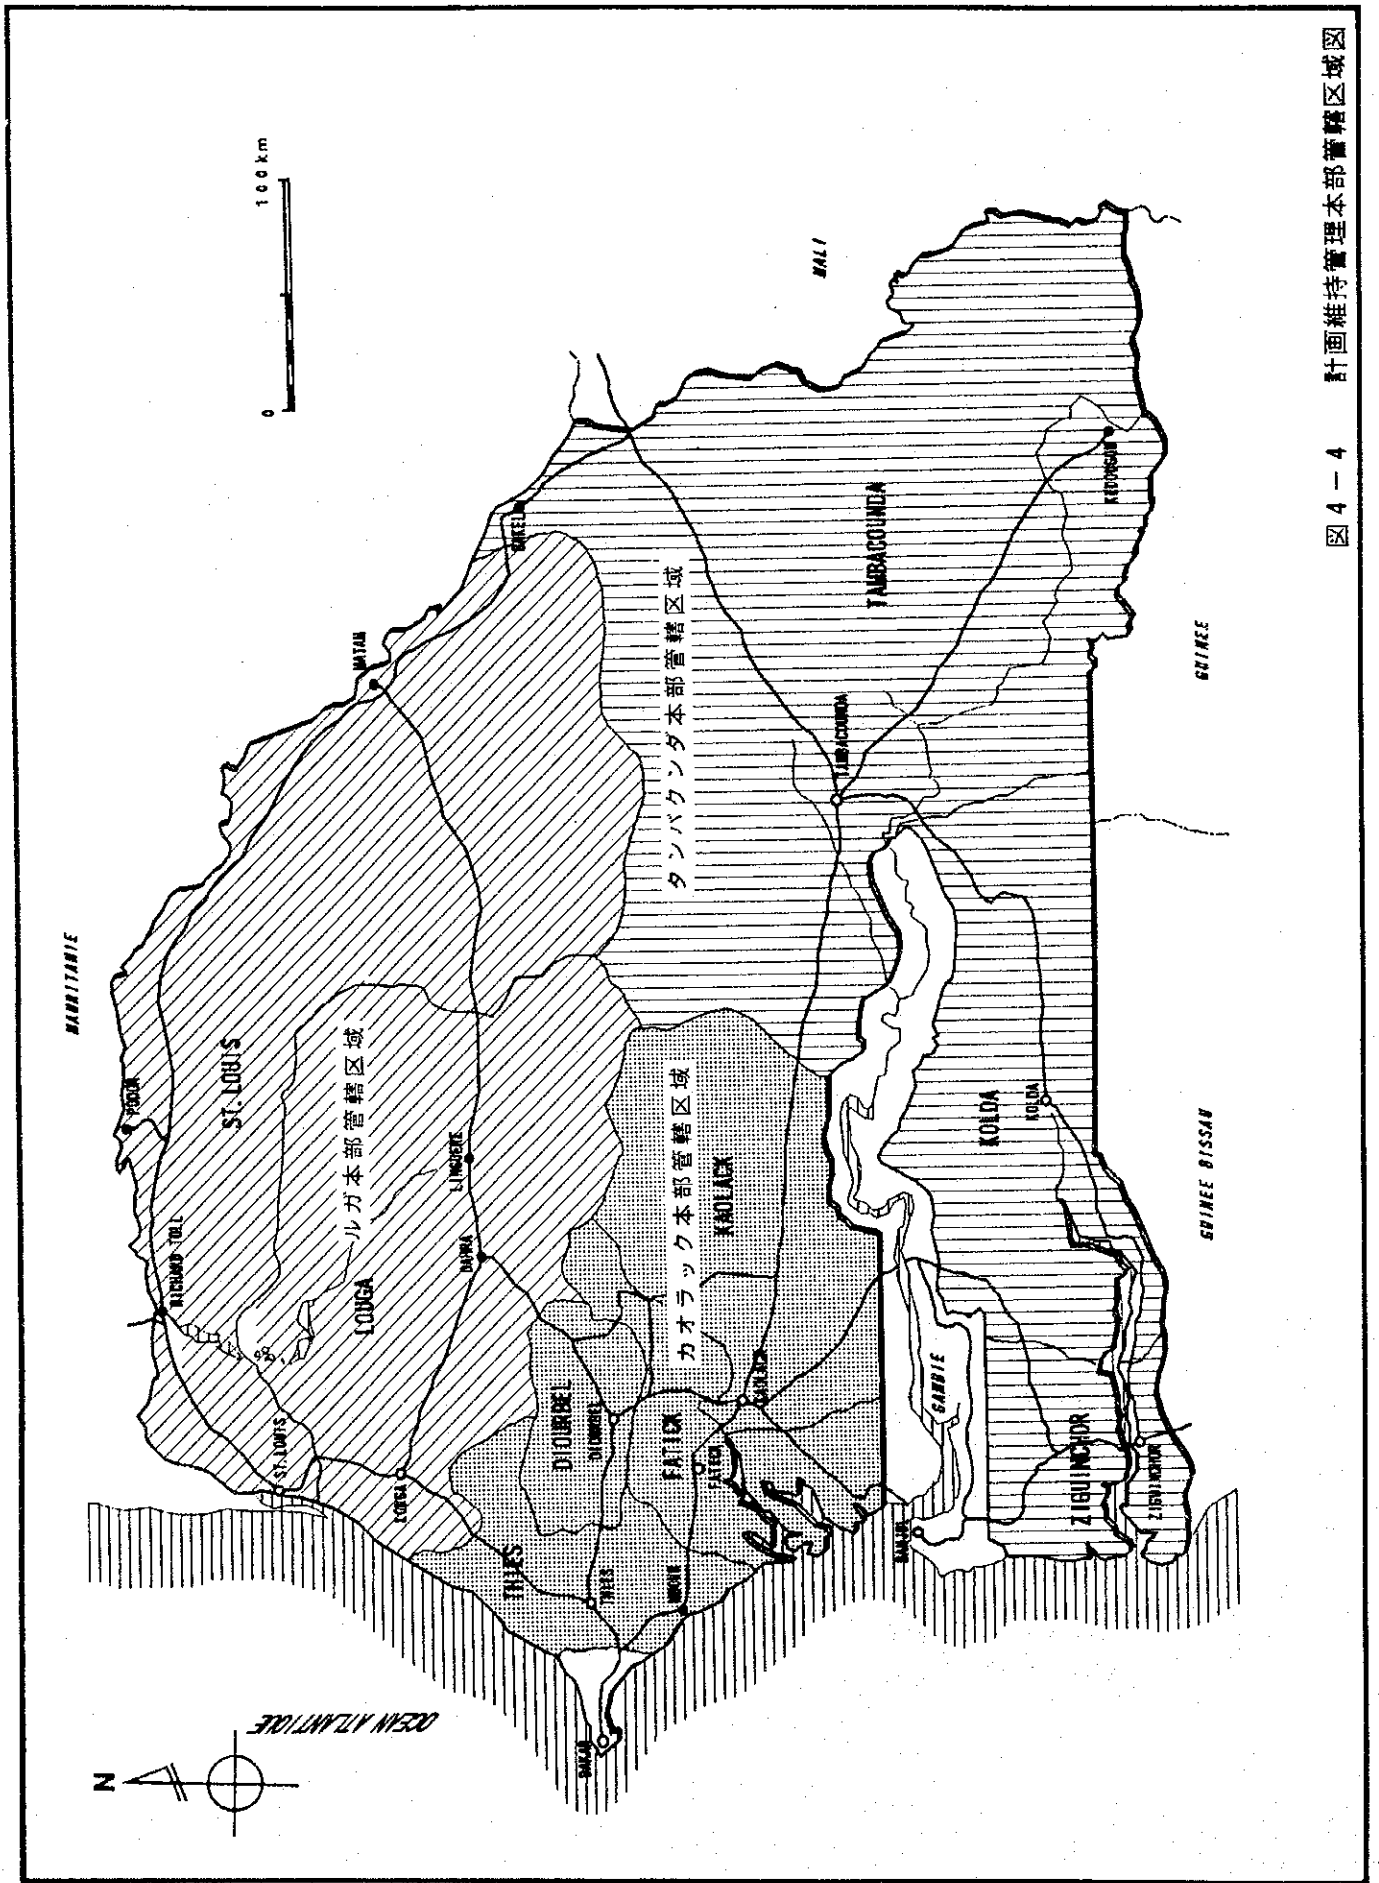 N
OCEAN ATLANTIQUE
MAURITANIE
0
100km
MALI
GUINEE
GUINEE BISSAU
GAMBIE
ST. LOUIS
PODOR
RICHARD TOLL
ST. LOUIS
MATAM
BAKEL
ルガ本部管轄区域
LOUGA
LOUGA
LINGUERE
DAHRA
タンバクンダ本部管轄区域
TAMBACOUNDA
TAMBACOUNDA
KEDOUGOU
カオラック本部管轄区域
KAOLACK
KAOLACK
DIOURBEL
DIOURBEL
FATICK
FATICK
THIES
THIES
MBOUR
DAKAR
BANJUL
KOLDA
KOLDA
ZIGUINCHOR
ZIGUINCHOR
図4-4 計画維持管理本部管轄区域図